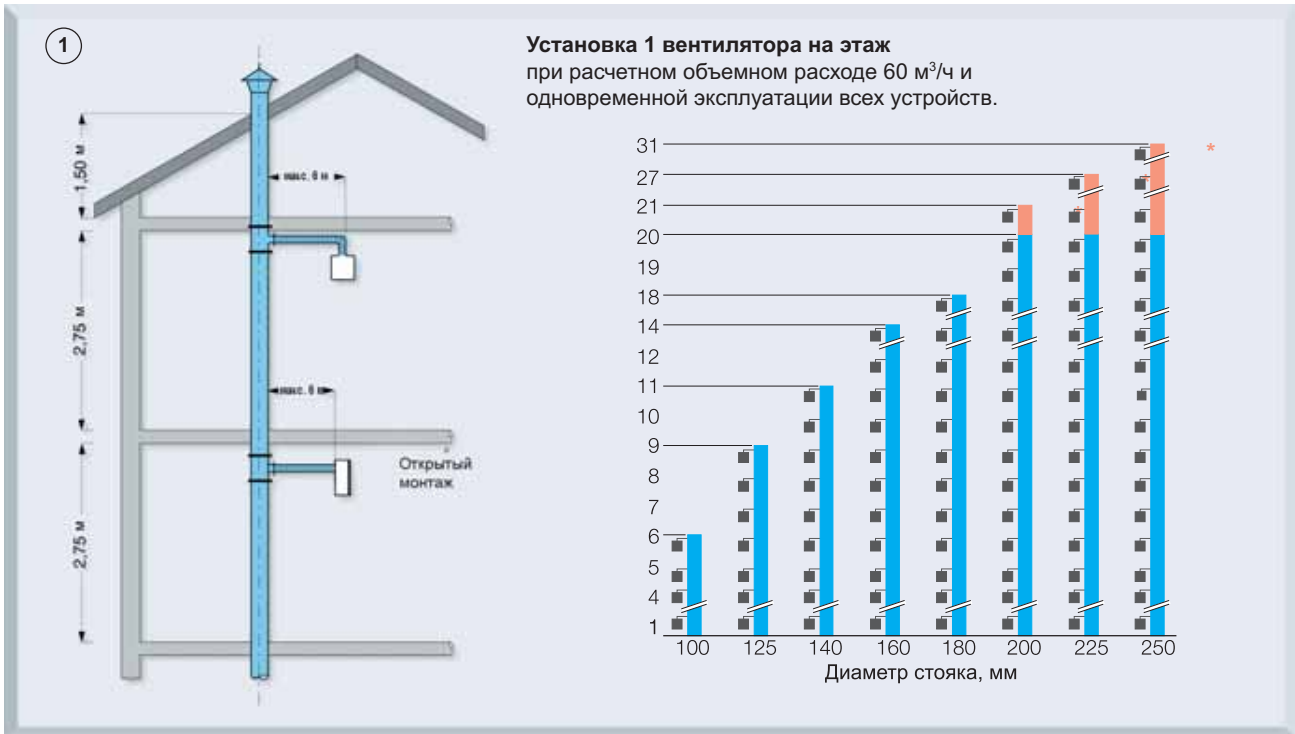 1
Установка 1 вентилятора на этаж
при расчетном объемном расходе 60 м³/ч и
одновременной эксплуатации всех устройств.
1,50 м
макс. 6 м
2,75 м
макс. 6 м
Открытый
монтаж
2,75 м
31
*
27
21
20
19
18
14
12
11
10
9
8
7
6
5
4
1
100 125 140 160 180 200 225 250
Диаметр стояка, мм